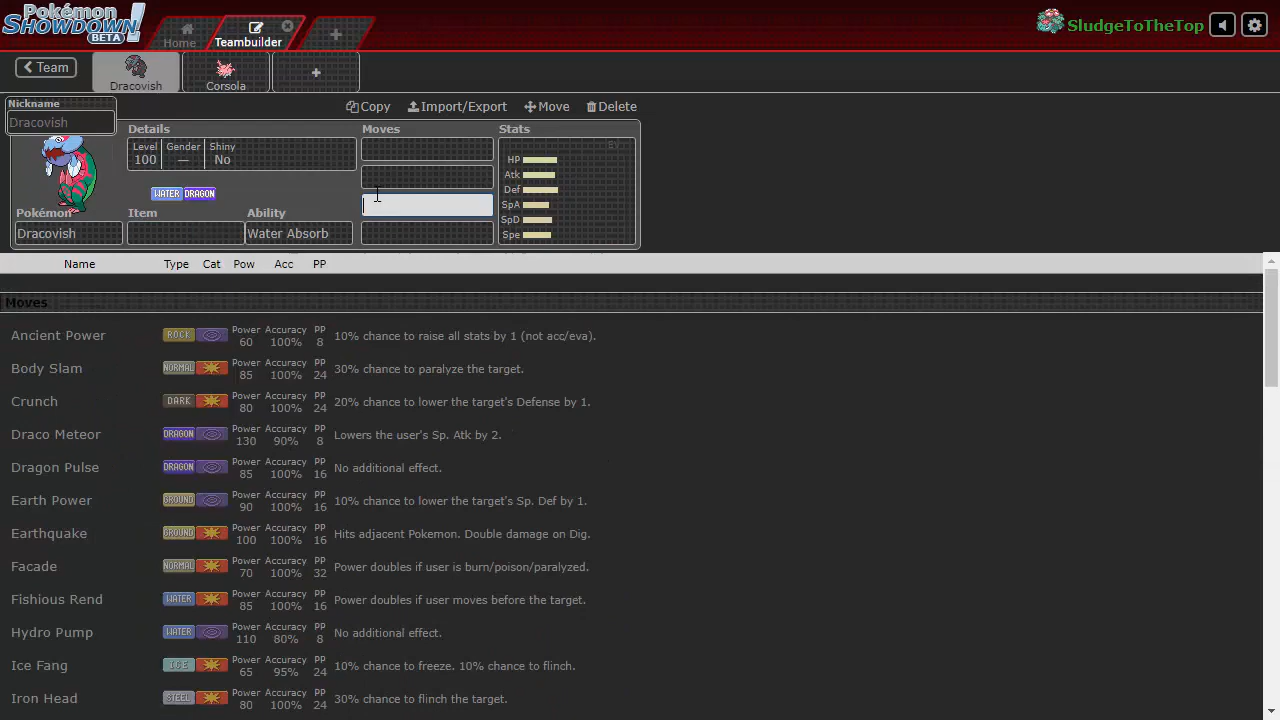 Pokémon
SHOWDOWN!
BETA
Home
Teambuilder
SludgeToTheTop
Team
Dracovish
Corsola
Nickname
Dracovish
Copy
Import/Export
Move
Delete
Details
Moves
Stats
Level
Gender
Shiny
100
—
No
EV
HP
Atk
Def
SpA
SpD
Spe
WATER DRAGON
Pokémon
Item
Ability
Dracovish
Water Absorb
Name Type Cat Pow Acc PP
Moves
Ancient Power ROCK Power 60 Accuracy 100% PP 8 10% chance to raise all stats by 1 (not acc/eva).
Body Slam NORMAL Power 85 Accuracy 100% PP 24 30% chance to paralyze the target.
Crunch DARK Power 80 Accuracy 100% PP 24 20% chance to lower the target's Defense by 1.
Draco Meteor DRAGON Power 130 Accuracy 90% PP 8 Lowers the user's Sp. Atk by 2.
Dragon Pulse DRAGON Power 85 Accuracy 100% PP 16 No additional effect.
Earth Power GROUND Power 90 Accuracy 100% PP 16 10% chance to lower the target's Sp. Def by 1.
Earthquake GROUND Power 100 Accuracy 100% PP 16 Hits adjacent Pokemon. Double damage on Dig.
Facade NORMAL Power 70 Accuracy 100% PP 32 Power doubles if user is burn/poison/paralyzed.
Fishious Rend WATER Power 85 Accuracy 100% PP 16 Power doubles if user moves before the target.
Hydro Pump WATER Power 110 Accuracy 80% PP 8 No additional effect.
Ice Fang ICE Power 65 Accuracy 95% PP 24 10% chance to freeze. 10% chance to flinch.
Iron Head STEEL Power 80 Accuracy 100% PP 24 30% chance to flinch the target.